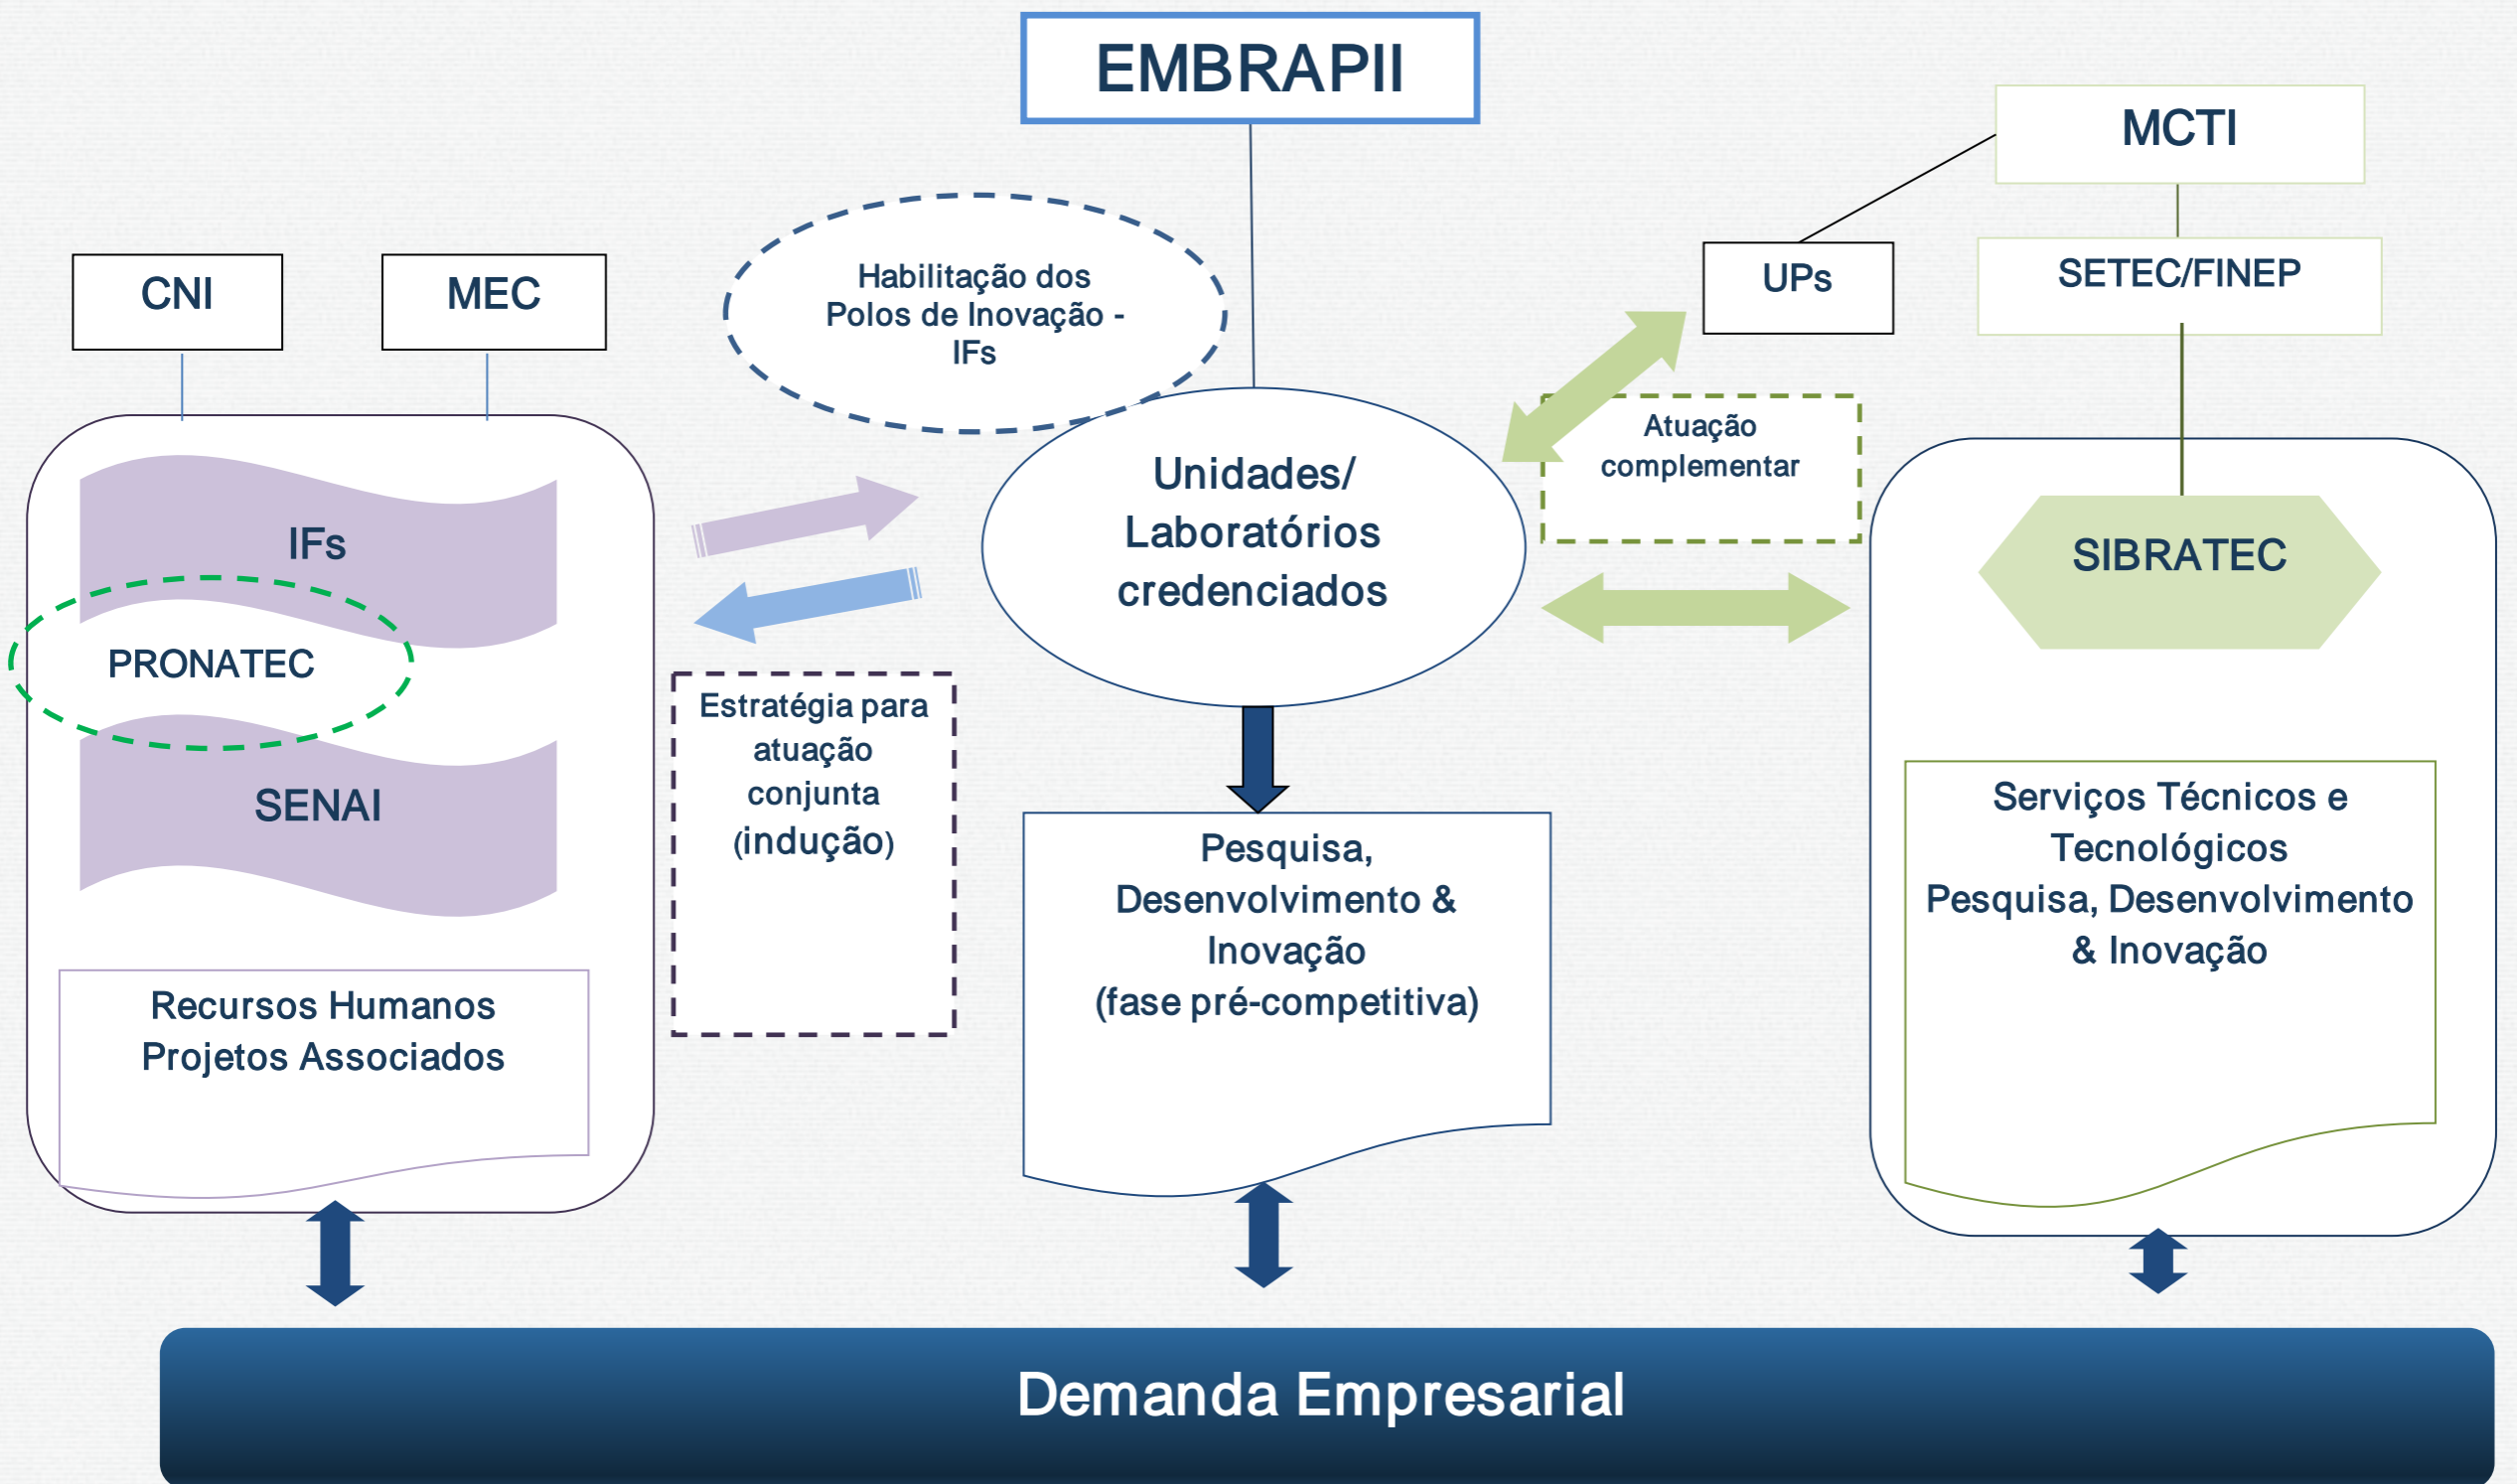 EMBRAPII
MCTI
CNI
MEC
Habilitação dos
Polos de Inovação -
IFs
UPs
SETEC/FINEP
IFs
PRONATEC
SENAI
Recursos Humanos
Projetos Associados
Estratégia para
atuação
conjunta
(indução)
Unidades/
Laboratórios
credenciados
Pesquisa,
Desenvolvimento &
Inovação
(fase pré-competitiva)
Atuação
complementar
SIBRATEC
Serviços Técnicos e
Tecnológicos
Pesquisa, Desenvolvimento
& Inovação
Demanda Empresarial